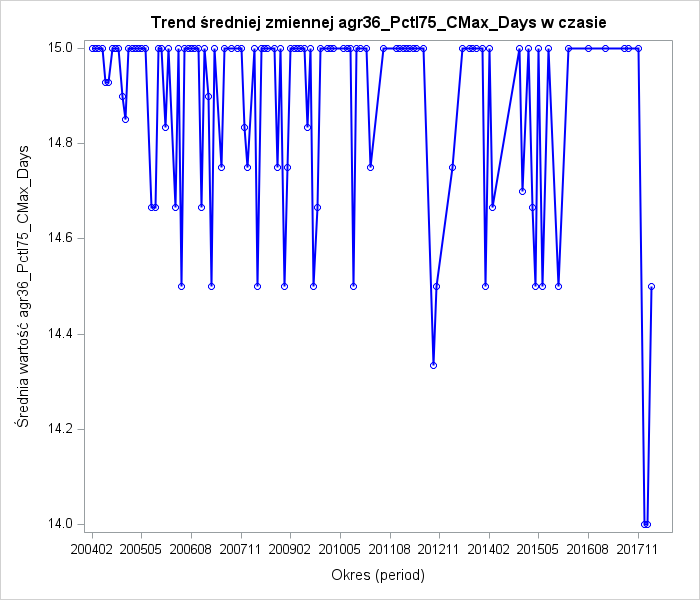 Trend średniej zmiennej agr36_Pctl75_CMax_Days w czasie
Średnia wartość agr36_Pctl75_CMax_Days
15.0
14.8
14.6
14.4
14.2
14.0
200402 200505 200608 200711 200902 201005 201108 201211 201402 201505 201608 201711
Okres (period)